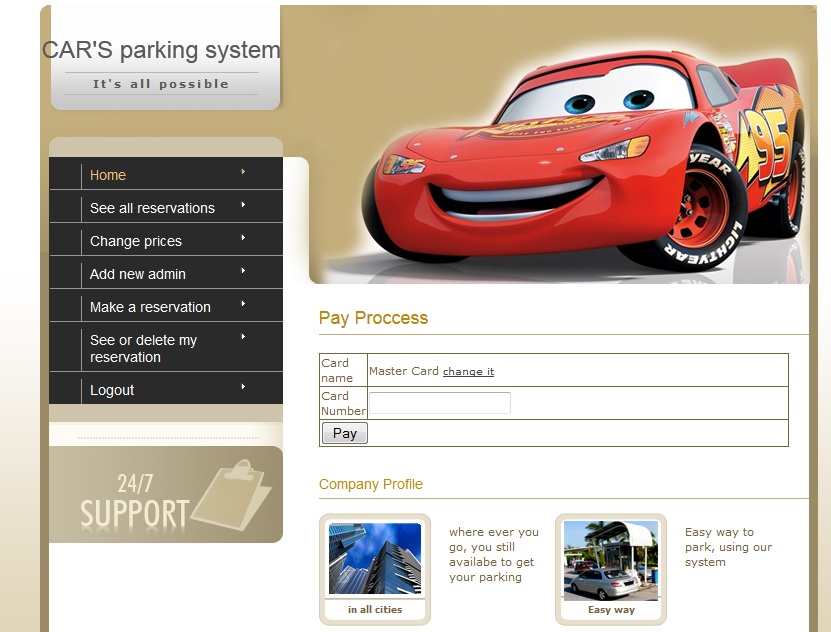 CAR'S parking system
It's all possible
95
YEAR
LIGHTYEAR
Home
See all reservations
Change prices
Add new admin
Make a reservation
See or delete my
reservation
Logout
24/7
SUPPORT
Pay Proccess
Card
name
Master Card change it
Card
Number
Pay
Company Profile
where ever you
go, you still
availabe to get
your parking
in all cities
Easy way to
park, using our
system
Easy way